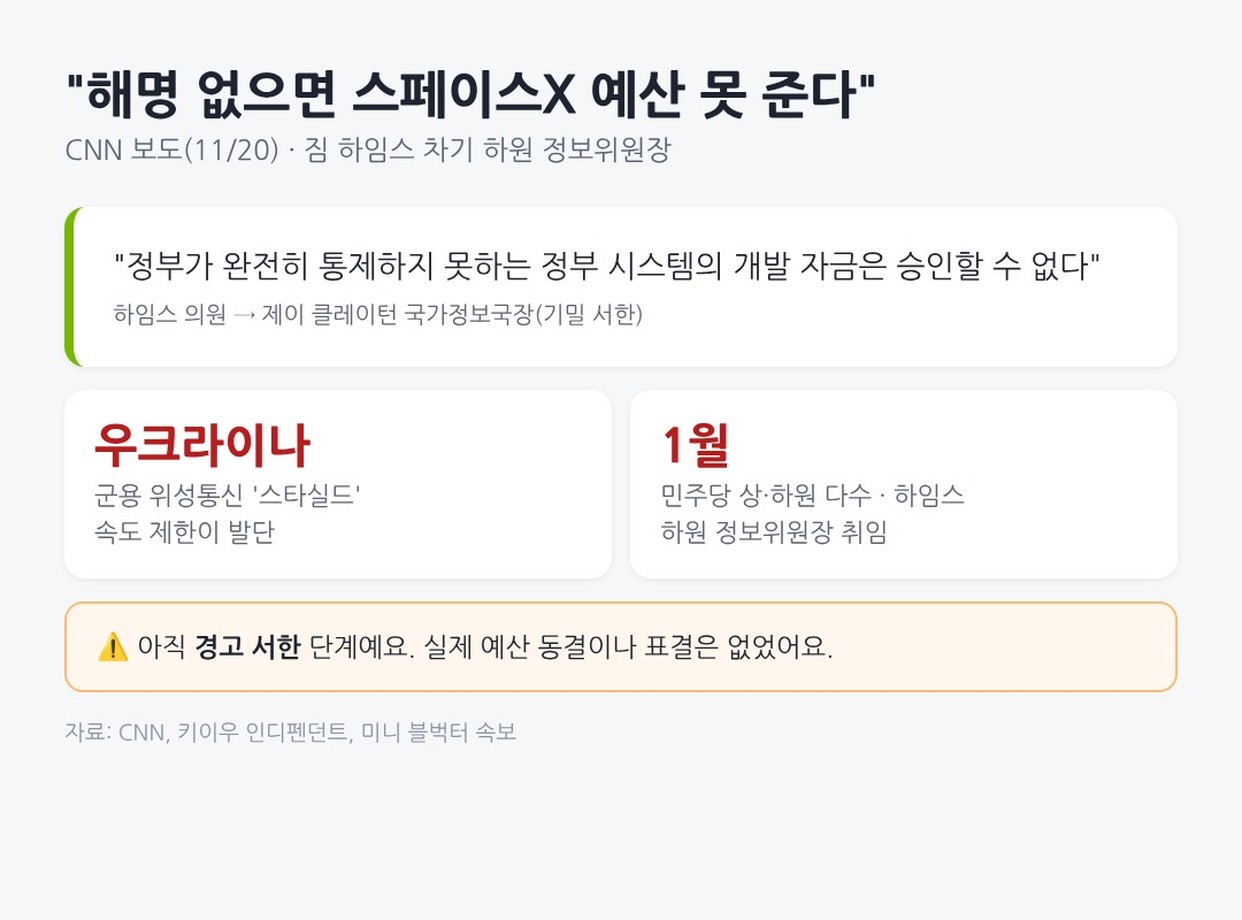 "해명 없으면 스페이스X 예산 못 준다"
CNN 보도(11/20) · 짐 하임스 차기 하원 정보위원장
"정부가 완전히 통제하지 못하는 정부 시스템의 개발 자금은 승인할 수 없다"
하임스 의원 → 제이 클레이턴 국가정보국장(기밀 서한)
우크라이나
군용 위성통신 '스타실드'
속도 제한이 발단
1월
민주당 상·하원 다수 · 하임스
하원 정보위원장 취임
⚠️ 아직 경고 서한 단계예요. 실제 예산 동결이나 표결은 없었어요.
자료: CNN, 키이우 인디펜던트, 미니 블벅터 속보